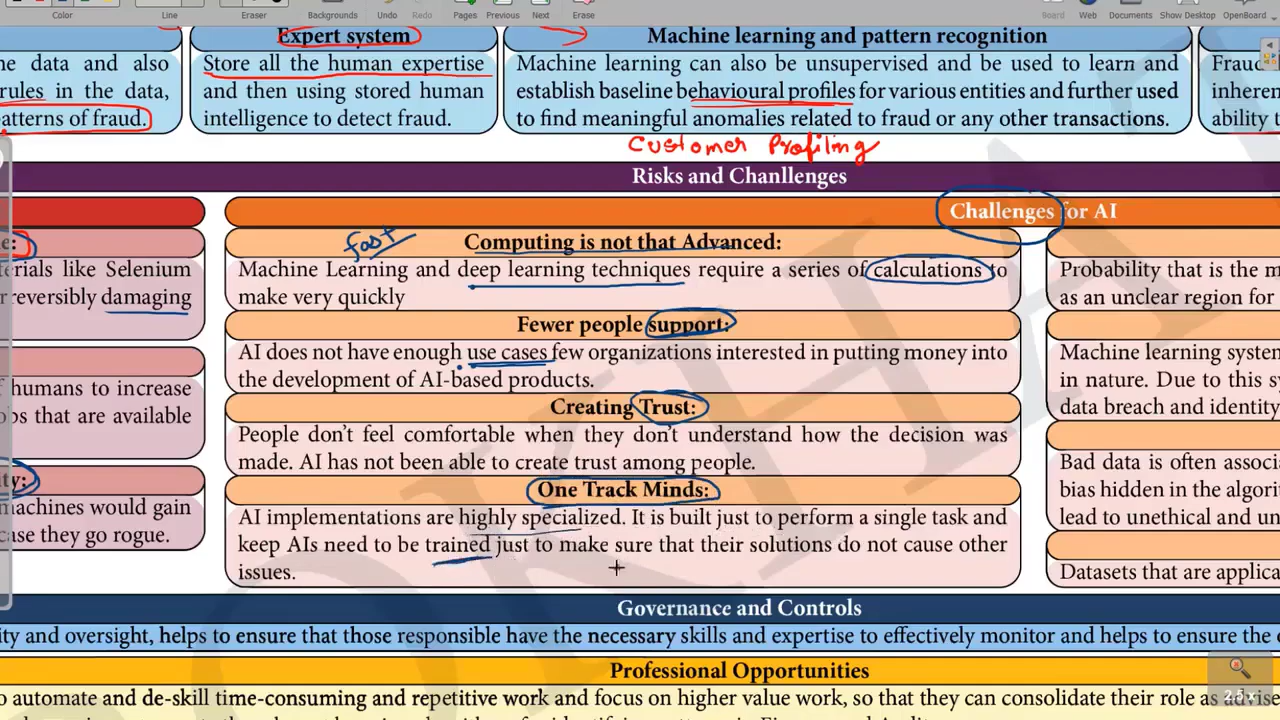 Color Line Eraser Backgrounds Undo Redo Pages Previous Next Erase Board Web Documents Show Desktop OpenBoard
Expert system
Machine learning and pattern recognition
he data and also
rules in the data,
atterns of fraud.
Store all the human expertise
and then using stored human
intelligence to detect fraud.
Machine learning can also be unsupervised and be used to learn and
establish baseline behavioural profiles for various entities and further used
to find meaningful anomalies related to fraud or any other transactions.
Fraud
inheren
ability t
Customer Profiling
Risks and Chanllenges
Challenges for AI
e:
erials like Selenium
reversibly damaging
f humans to increase
obs that are available
ty:
machines would gain
case they go rogue.
fast
Computing is not that Advanced:
Machine Learning and deep learning techniques require a series of calculations to
make very quickly
Fewer people support:
AI does not have enough use cases few organizations interested in putting money into
the development of AI-based products.
Creating Trust:
People don't feel comfortable when they don't understand how the decision was
made. AI has not been able to create trust among people.
One Track Minds:
AI implementations are highly specialized. It is built just to perform a single task and
keep AIs need to be trained just to make sure that their solutions do not cause other
issues.
Probability that is the m
as an unclear region for
Machine learning system
in nature. Due to this sy
data breach and identity
Bad data is often associa
bias hidden in the algori
lead to unethical and un
Datasets that are applica
Governance and Controls
ity and oversight, helps to ensure that those responsible have the necessary skills and expertise to effectively monitor and helps to ensure the
Professional Opportunities
o automate and de-skill time-consuming and repetitive work and focus on higher value work, so that they can consolidate their role as advise
2.5 x